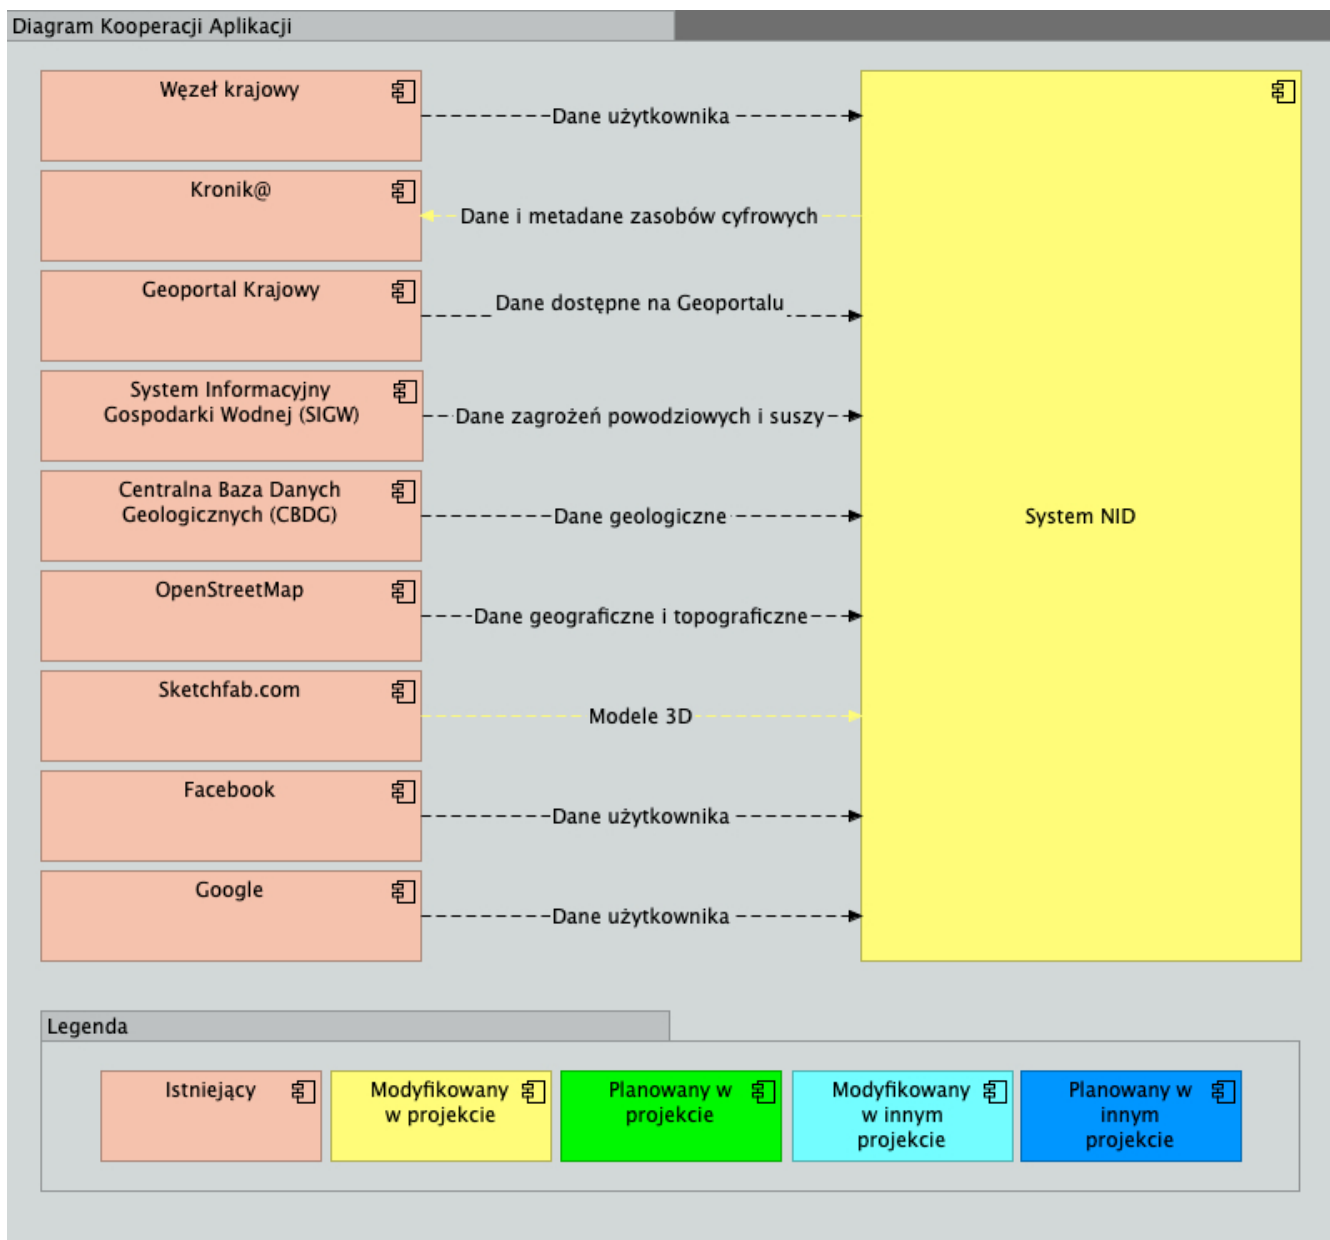 Diagram Kooperacji Aplikacji
Węzeł krajowy
Dane użytkownika
Kronik@
Dane i metadane zasobów cyfrowych
Geoportal Krajowy
Dane dostępne na Geoportalu
System Informacyjny
Gospodarki Wodnej (SIGW)
Dane zagrożeń powodziowych i suszy
Centralna Baza Danych
Geologicznych (CBDG)
Dane geologiczne
System NID
OpenStreetMap
Dane geograficzne i topograficzne
Sketchfab.com
Modele 3D
Facebook
Dane użytkownika
Google
Dane użytkownika
Legenda
Istniejący
Modyfikowany
w projekcie
Planowany w
projekcie
Modyfikowany
w innym
projekcie
Planowany w
innym
projekcie